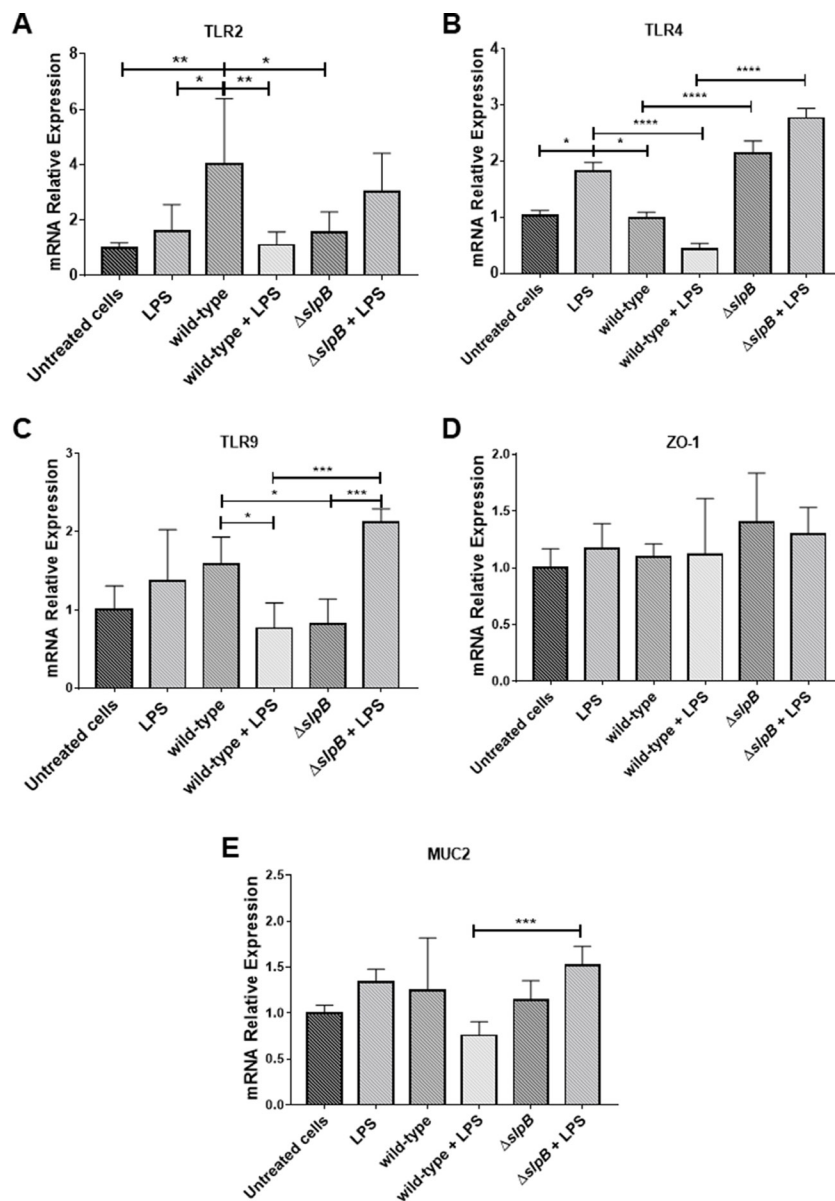 A
TLR2
mRNA Relative Expression
8
6
4
2
0
** *
* **
Untreated cells
LPS
wild-type
wild-type + LPS
ΔslpB
ΔslpB + LPS
B
TLR4
mRNA Relative Expression
4
3
2
1
0
****
****
****
* *
Untreated cells
LPS
wild-type
wild-type + LPS
ΔslpB
ΔslpB + LPS
C
TLR9
mRNA Relative Expression
3
2
1
0
***
* ***
*
Untreated cells
LPS
wild-type
wild-type + LPS
ΔslpB
ΔslpB + LPS
D
ZO-1
mRNA Relative Expression
2.0
1.5
1.0
0.5
0.0
Untreated cells
LPS
wild-type
wild-type + LPS
ΔslpB
ΔslpB + LPS
E
MUC2
mRNA Relative Expression
2.5
2.0
1.5
1.0
0.5
0.0
***
Untreated cells
LPS
wild-type
wild-type + LPS
ΔslpB
ΔslpB + LPS